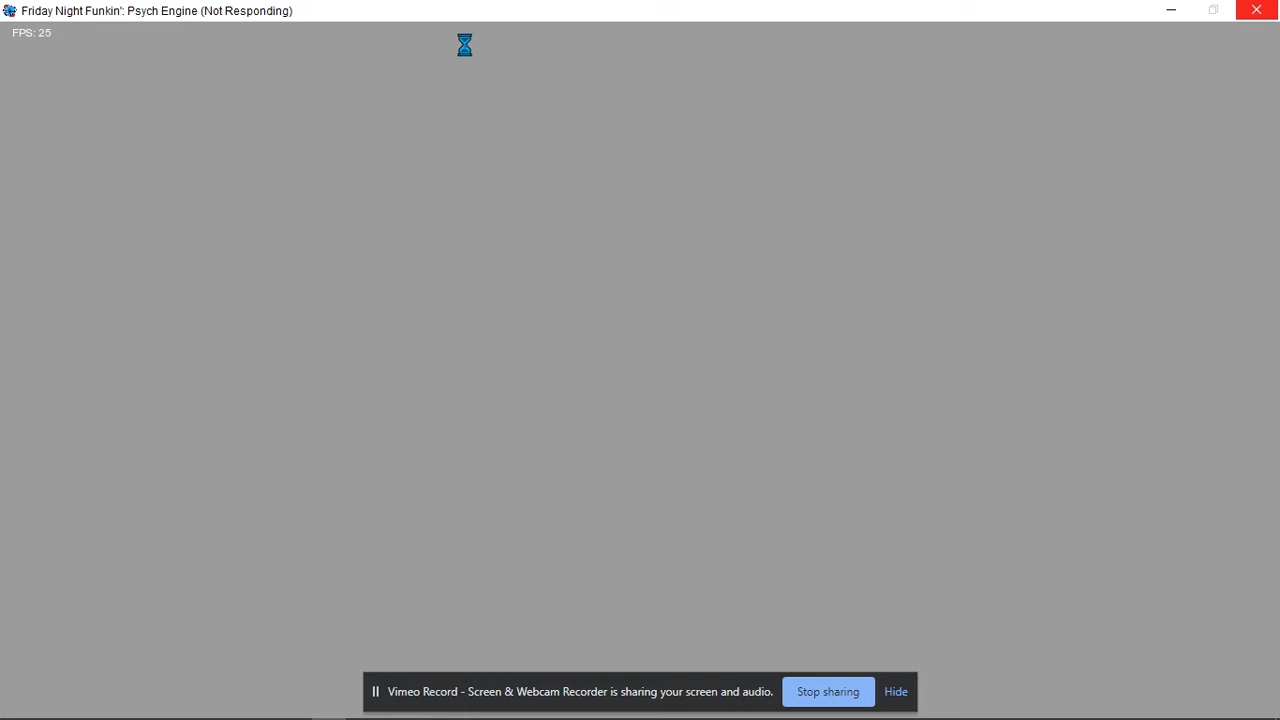 Friday Night Funkin': Psych Engine (Not Responding)
FPS: 25
Vimeo Record - Screen & Webcam Recorder is sharing your screen and audio.
Stop sharing
Hide